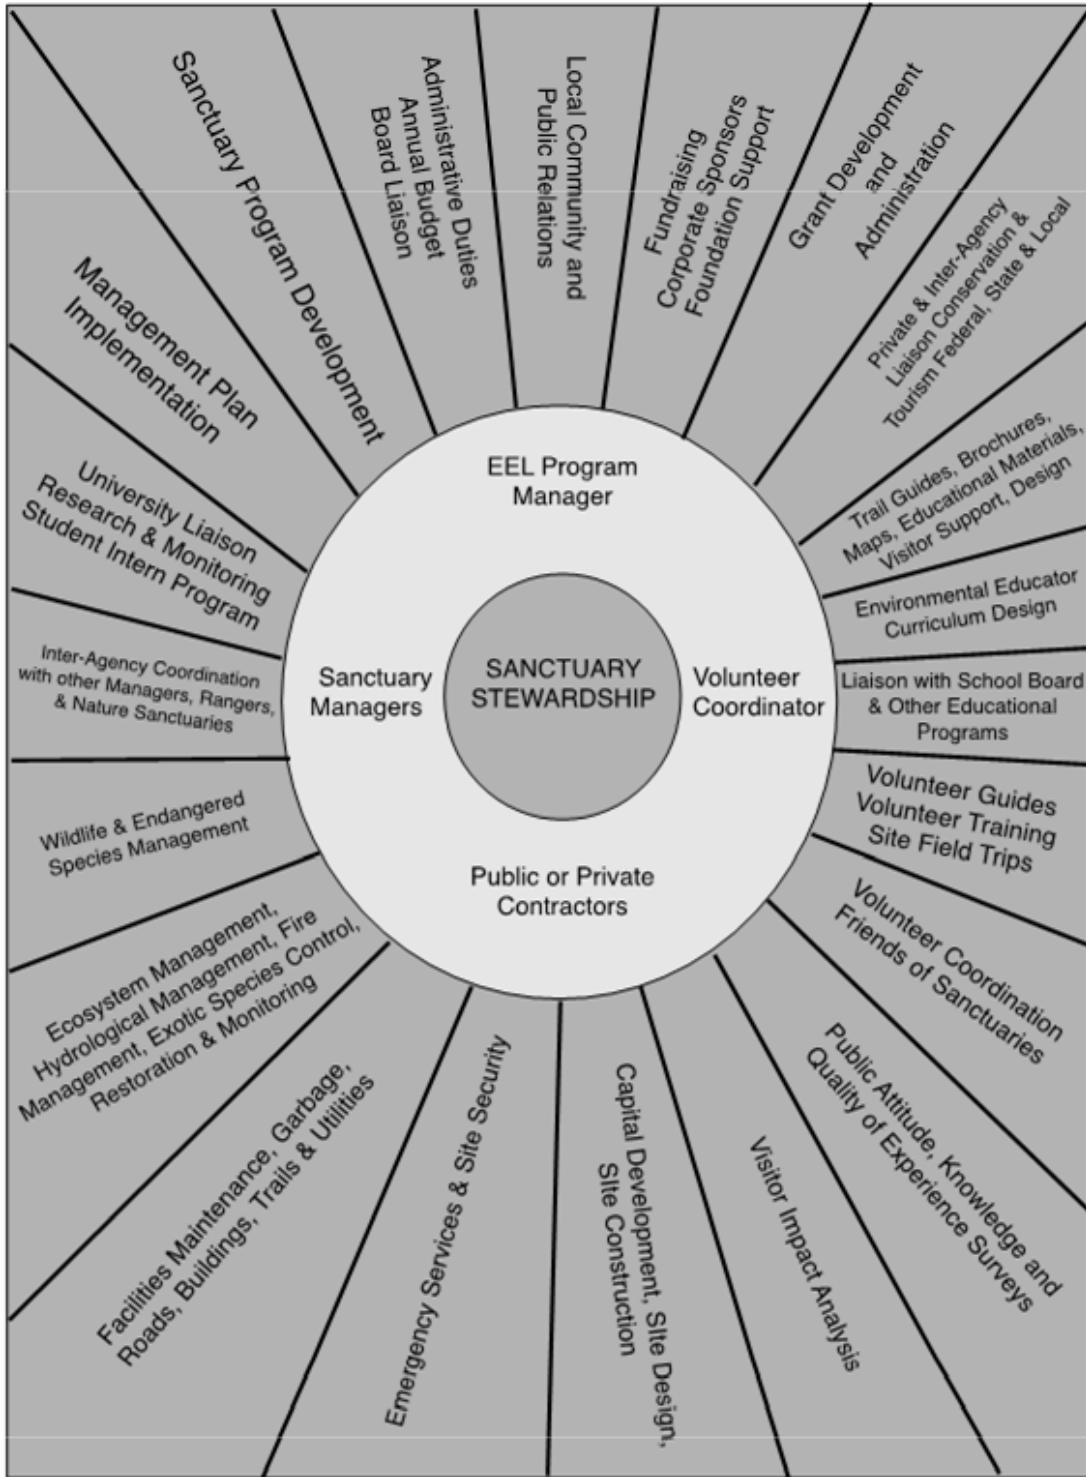 Sanctuary Program Development
Administrative Duties
Annual Budget
Board Liaison
Local Community and
Public Relations
Fundraising
Corporate Sponsors
Foundation Support
Grant Development
and
Administration
Private & Inter-Agency
Liaison Conservation &
Tourism Federal, State & Local
Trail Guides, Brochures,
Maps, Educational Materials,
Visitor Support, Design
Environmental Educator
Curriculum Design
Liaison with School Board
& Other Educational
Programs
Volunteer Guides
Volunteer Training
Site Field Trips
Volunteer Coordination
Friends of Sanctuaries
Public Attitude, Knowledge and
Quality of Experience Surveys
Visitor Impact Analysis
Capital Development, SIte Design,
SIte Construction
Emergency Services & Site Security
Facilities Maintenance, Garbage,
Roads, Buildings, Trails & Utilities
Ecosystem Management,
Hydrological Management, Fire
Management, Exotic Species Control,
Restoration & Monitoring
Wildlife & Endangered
Species Management
Inter-Agency Coordination
with other Managers, Rangers,
& Nature Sanctuaries
University Liaison
Research & Monitoring
Student Intern Program
Management Plan
Implementation
EEL Program
Manager
Sanctuary
Managers
SANCTUARY
STEWARDSHIP
Volunteer
Coordinator
Public or Private
Contractors